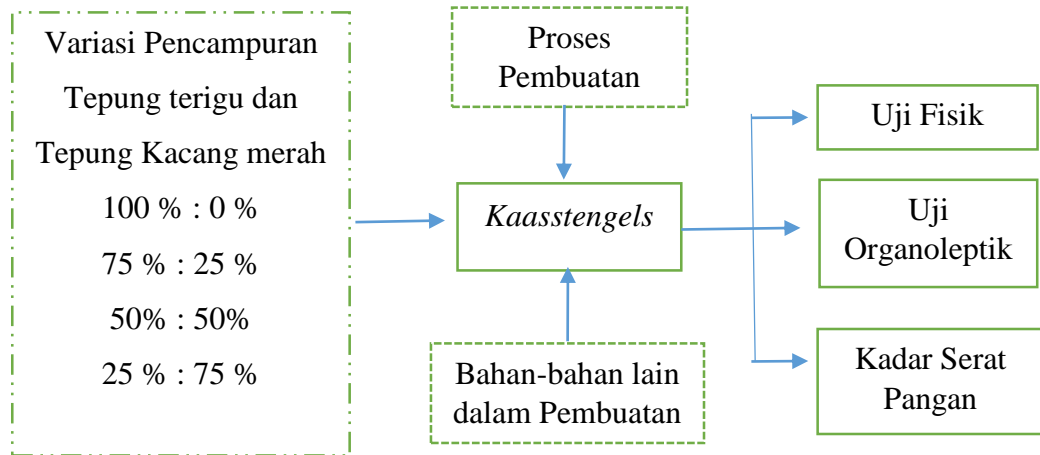 Variasi Pencampuran
Tepung terigu dan
Tepung Kacang merah
100 % : 0 %
75 % : 25 %
50% : 50%
25 % : 75 %
Proses
Pembuatan
Kaasstengels
Bahan-bahan lain
dalam Pembuatan
Uji Fisik
Uji
Organoleptik
Kadar Serat
Pangan